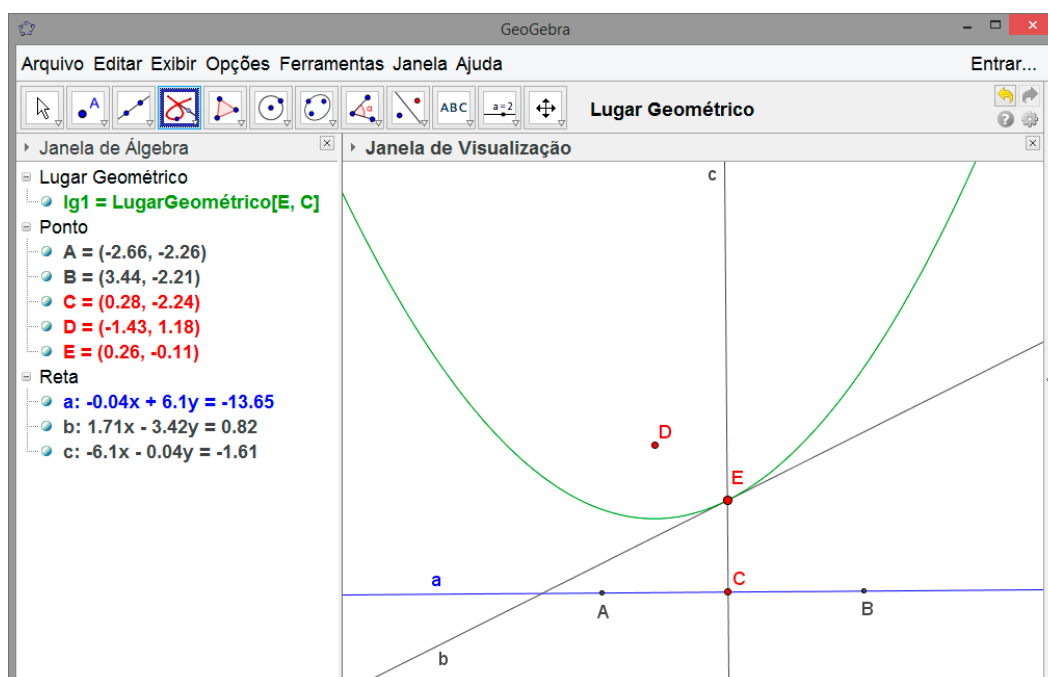 GeoGebra
Arquivo Editar Exibir Opções Ferramentas Janela Ajuda
Entrar...
A
α
ABC
a=2
Lugar Geométrico
Janela de Álgebra
Lugar Geométrico
lg1 = LugarGeométrico[E, C]
Ponto
A = (-2.66, -2.26)
B = (3.44, -2.21)
C = (0.28, -2.24)
D = (-1.43, 1.18)
E = (0.26, -0.11)
Reta
a: -0.04x + 6.1y = -13.65
b: 1.71x - 3.42y = 0.82
c: -6.1x - 0.04y = -1.61
Janela de Visualização
c
D
E
a
C
A
B
b